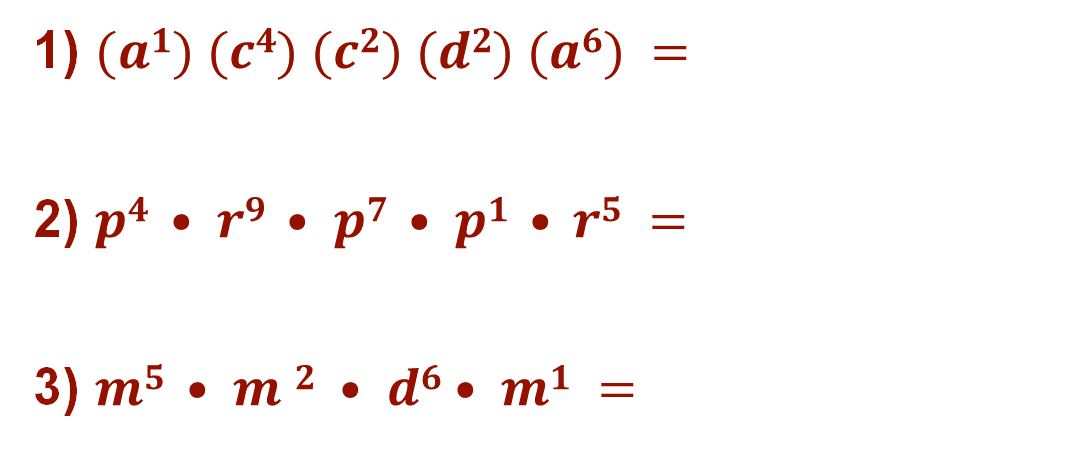 1) (a¹) (c⁴) (c²) (d²) (a⁶) =
2) p⁴ • r⁹ • p⁷ • p¹ • r⁵ =
3) m⁵ • m ² • d⁶ • m¹ =